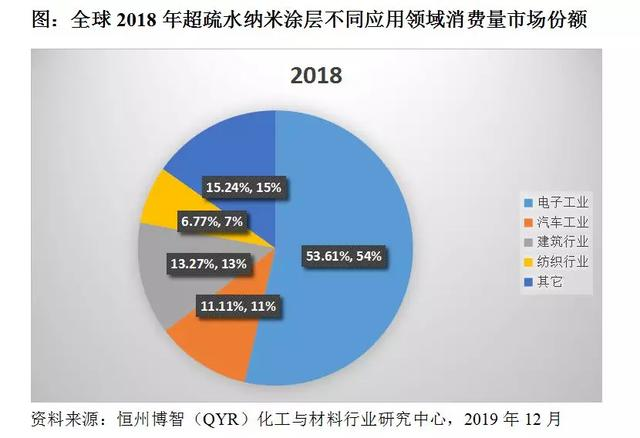 图：全球 2018 年超疏水纳米涂层不同应用领域消费量市场份额
2018
15.24%, 15%
6.77%, 7%
13.27%, 13%
11.11%, 11%
53.61%, 54%
电子工业
汽车工业
建筑行业
纺织行业
其它
资料来源：恒州博智（QYR）化工与材料行业研究中心，2019 年 12 月